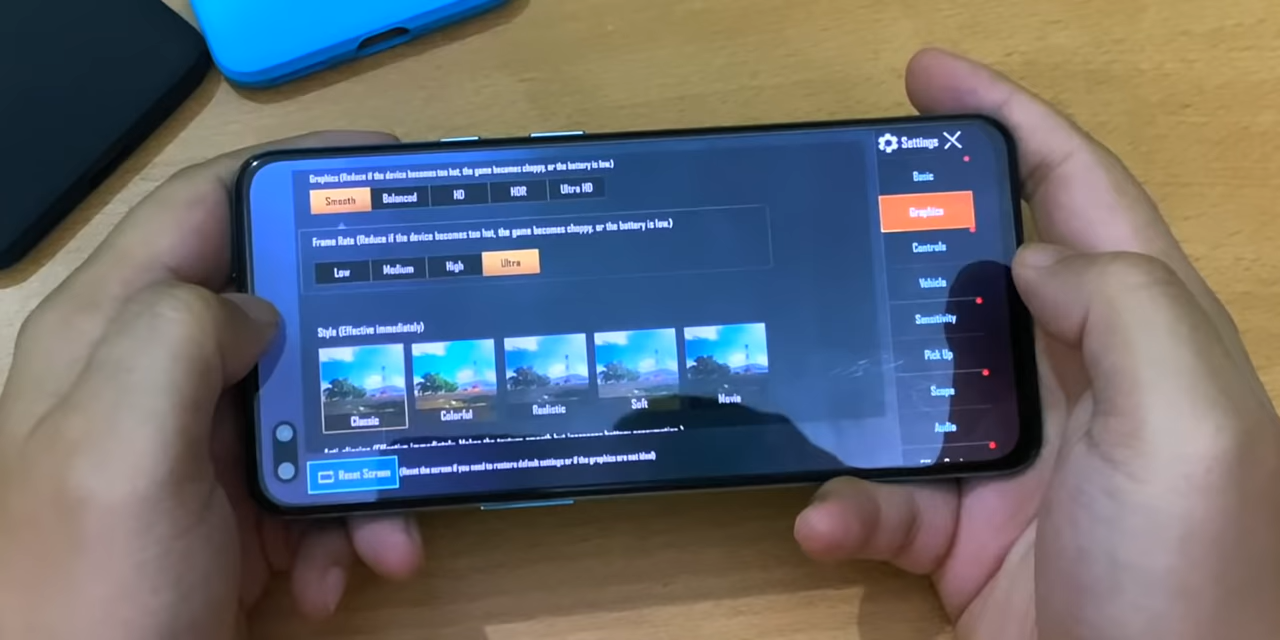 Graphics (Reduce if the device becomes too hot, the game becomes choppy, or the battery is low.)
Smooth Balanced HD HDR Ultra HD
Frame Rate (Reduce if the device becomes too hot, the game becomes choppy, or the battery is low.)
Low Medium High Ultra
Style (Effective immediately)
Classic Colorful Realistic Soft Movie
Reset Screen (Reset the screen if you need to restore default settings or if the graphics are not ideal)
Settings
Basic
Graphics
Controls
Vehicle
Sensitivity
Pick Up
Scope
Audio